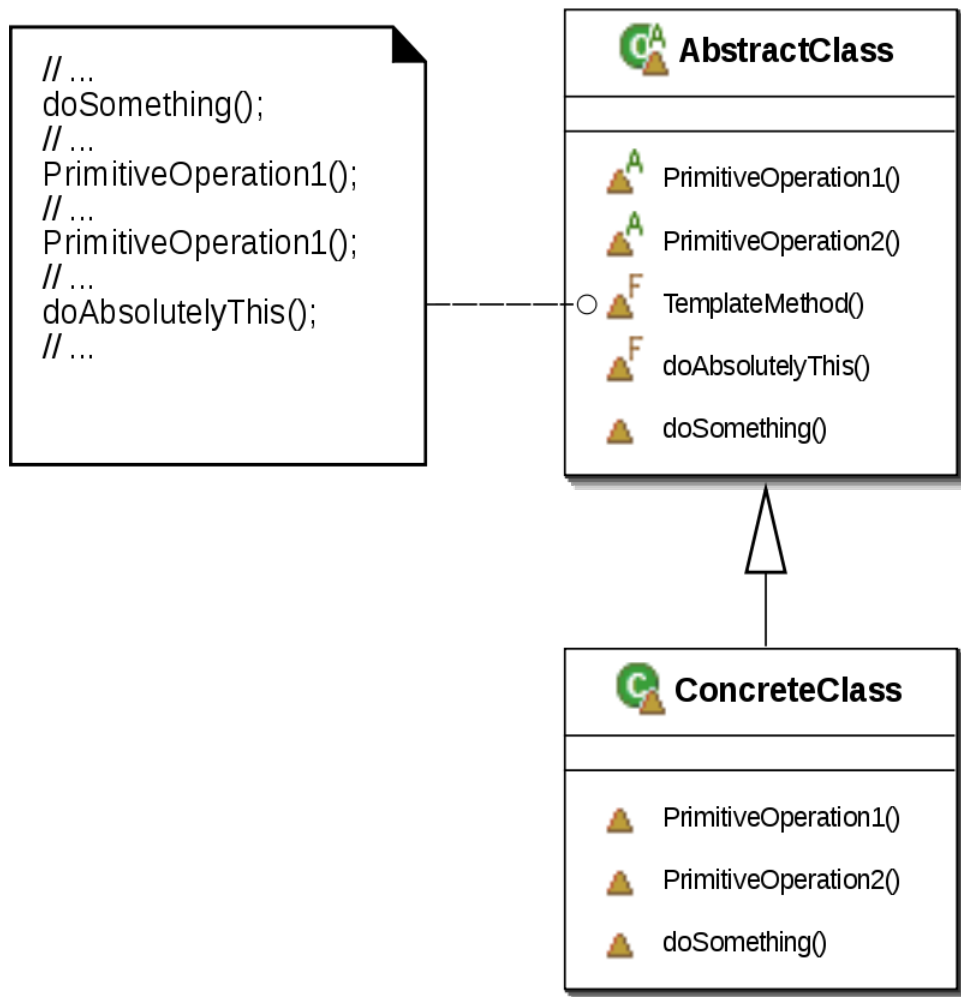 // ...
doSomething();
// ...
PrimitiveOperation1();
// ...
PrimitiveOperation1();
// ...
doAbsolutelyThis();
// ...
C A AbstractClass
A PrimitiveOperation1()
A PrimitiveOperation2()
F TemplateMethod()
F doAbsolutelyThis()
doSomething()
C ConcreteClass
PrimitiveOperation1()
PrimitiveOperation2()
doSomething()